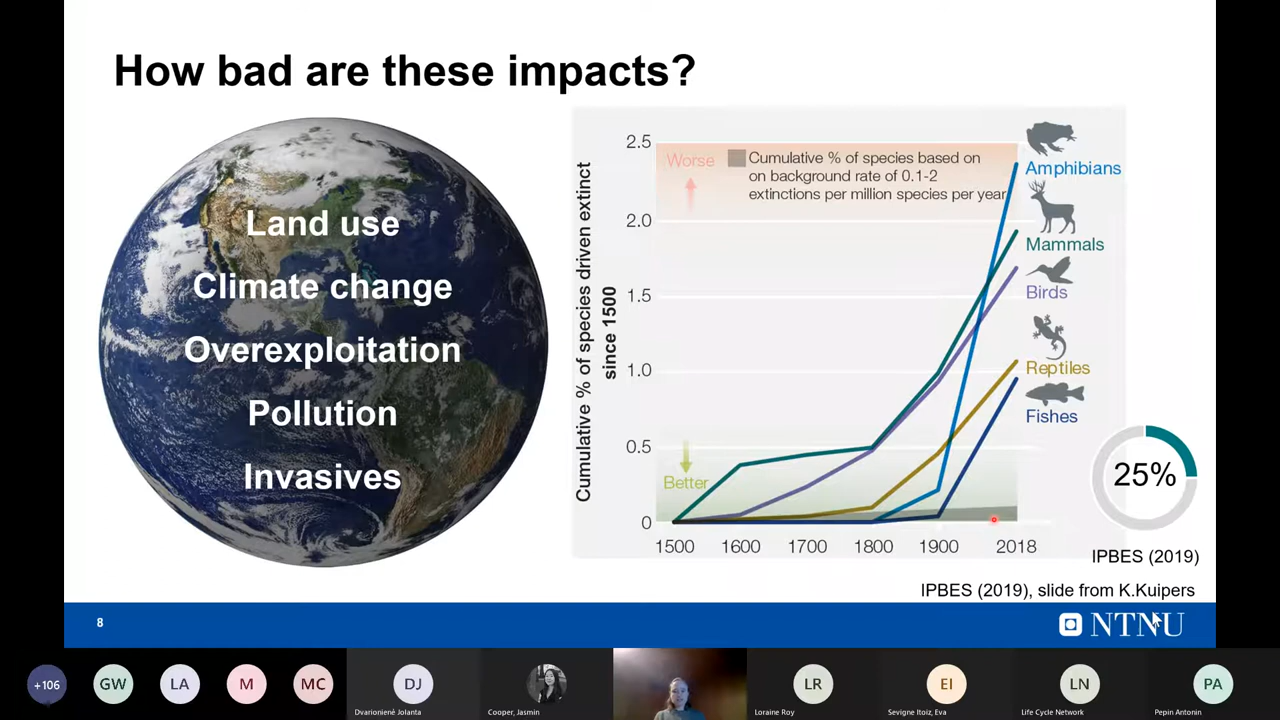 How bad are these impacts?
Land use
Climate change
Overexploitation
Pollution
Invasives
Cumulative % of species driven extinct
since 1500
2.5
2.0
1.5
1.0
0.5
0
Worse
Cumulative % of species based on
on background rate of 0.1-2
extinctions per million species per year
Better
Amphibians
Mammals
Birds
Reptiles
Fishes
1500 1600 1700 1800 1900 2018
25%
IPBES (2019)
IPBES (2019), slide from K.Kuipers
8
NTNU
+106
GW
LA
M
MC
DJ
Dvarionienė Jolanta
Cooper, Jasmin
LR
Loraine Roy
EI
Sevigne Itoiz, Eva
LN
Life Cycle Network
PA
Pepin Antonin